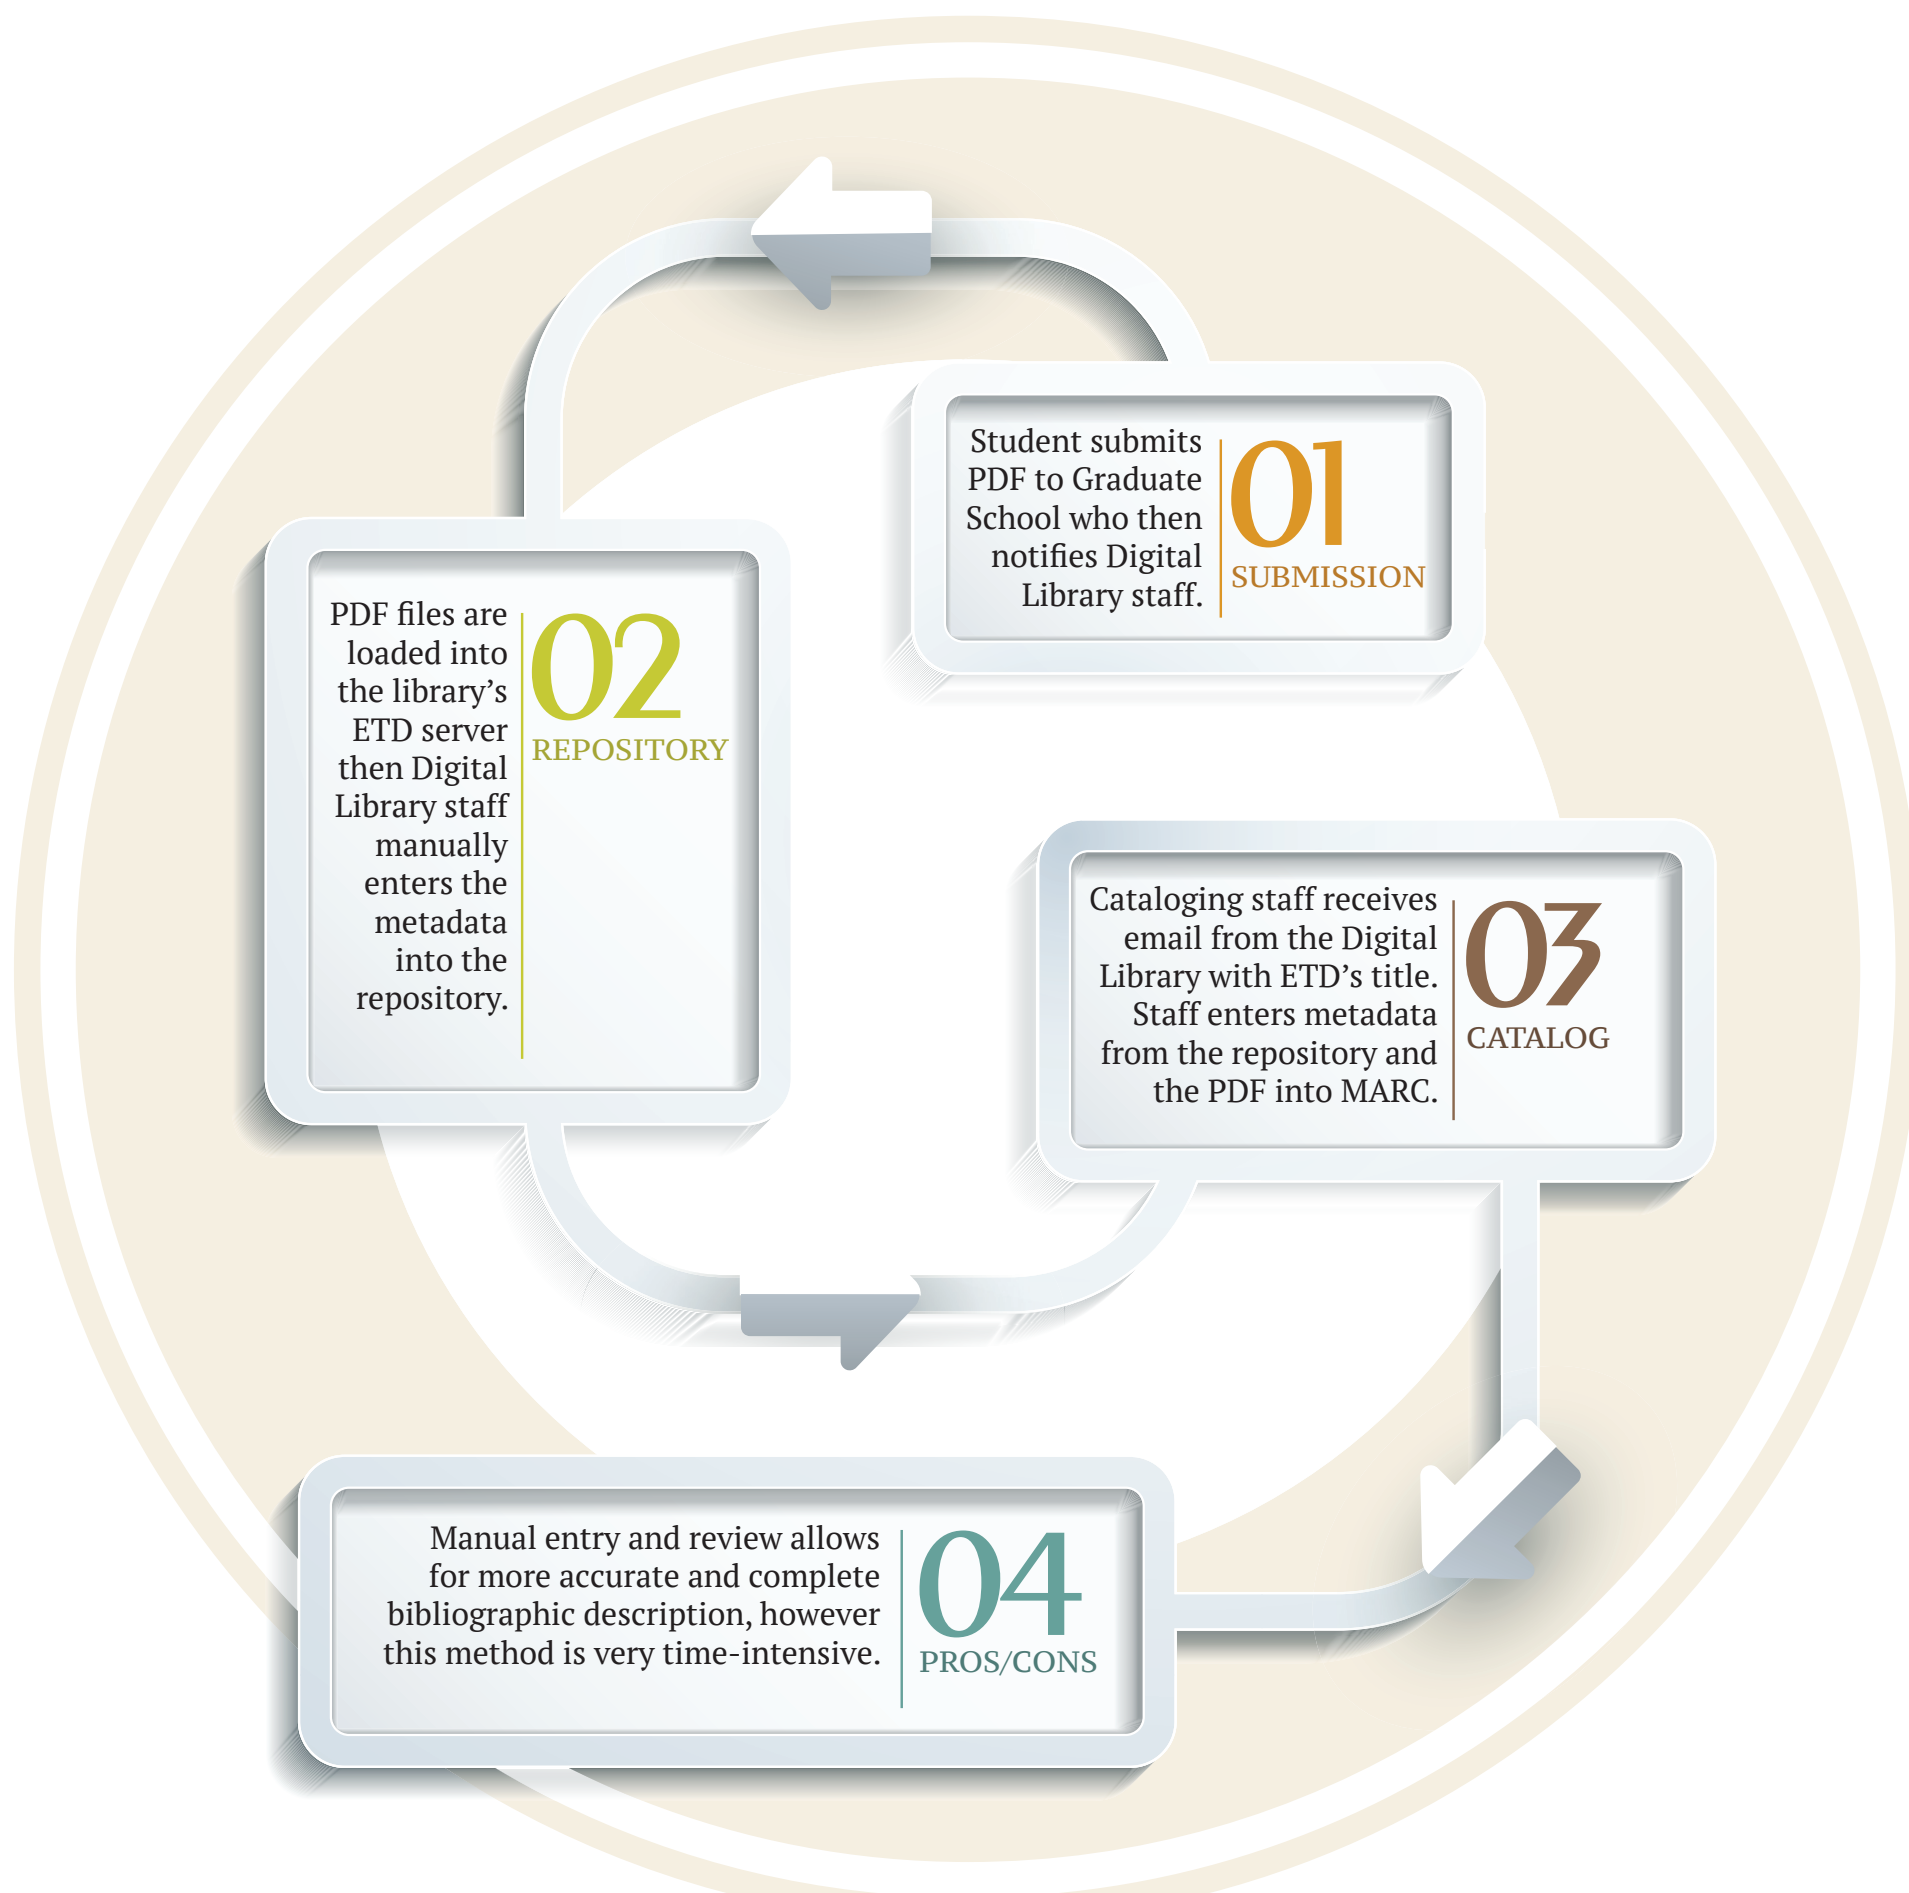 Student submits
PDF to Graduate
School who then
notifies Digital
Library staff.
01
SUBMISSION
PDF files are
loaded into
the library’s
ETD server
then Digital
Library staff
manually
enters the
metadata
into the
repository.
02
REPOSITORY
Cataloging staff receives
email from the Digital
Library with ETD’s title.
Staff enters metadata
from the repository and
the PDF into MARC.
03
CATALOG
Manual entry and review allows
for more accurate and complete
bibliographic description, however
this method is very time-intensive.
04
PROS/CONS